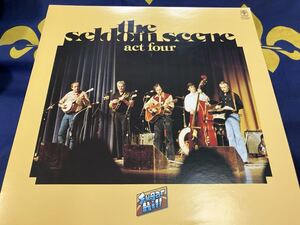 the
seldom scene
act four
Sugar
Hill